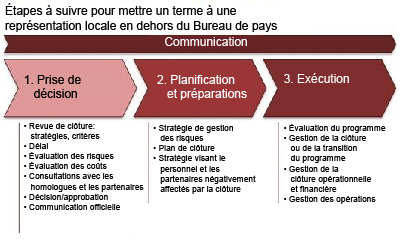 Étapes à suivre pour mettre un terme à une
représentation locale en dehors du Bureau de pays
Communication
1. Prise de
décision
2. Planification
et préparations
3. Exécution
• Revue de clôture:
stratégies, critères
• Délai
• Évaluation des risques
• Évaluation des coûts
• Consultations avec les
homologues et les partenaires
• Décision/approbation
• Communication officielle
• Stratégie de gestion
des risques
• Plan de clôture
• Stratégie visant le
personnel et les
partenaires négativement
affectés par la clôture
• Évaluation du programme
• Gestion de la clôture
ou de la transition
du programme
• Gestion de la
clôture opérationnelle
et financière
• Gestion des opérations